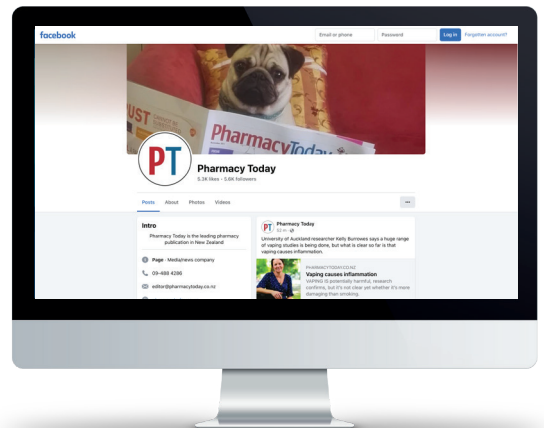 facebook
Email or phone
Password
Log in
Forgotten account?
Pharmacy Today
PT
Pharmacy Today
5.3K likes • 5.6K followers
Posts
About
Photos
Videos
Intro
Pharmacy Today is the leading pharmacy
publication in New Zealand
Page · Media/news company
09-488 4286
editor@pharmacytoday.co.nz
PT
Pharmacy Today
University of Auckland researcher Kelly Burrowes says a huge range
of vaping studies is being done, but what is clear so far is that
vaping causes inflammation.
PHARMACYTODAY.CO.NZ
Vaping causes inflammation
VAPING is potentially harmful, research
confirms, but it's not clear yet whether it's more
damaging than smoking.